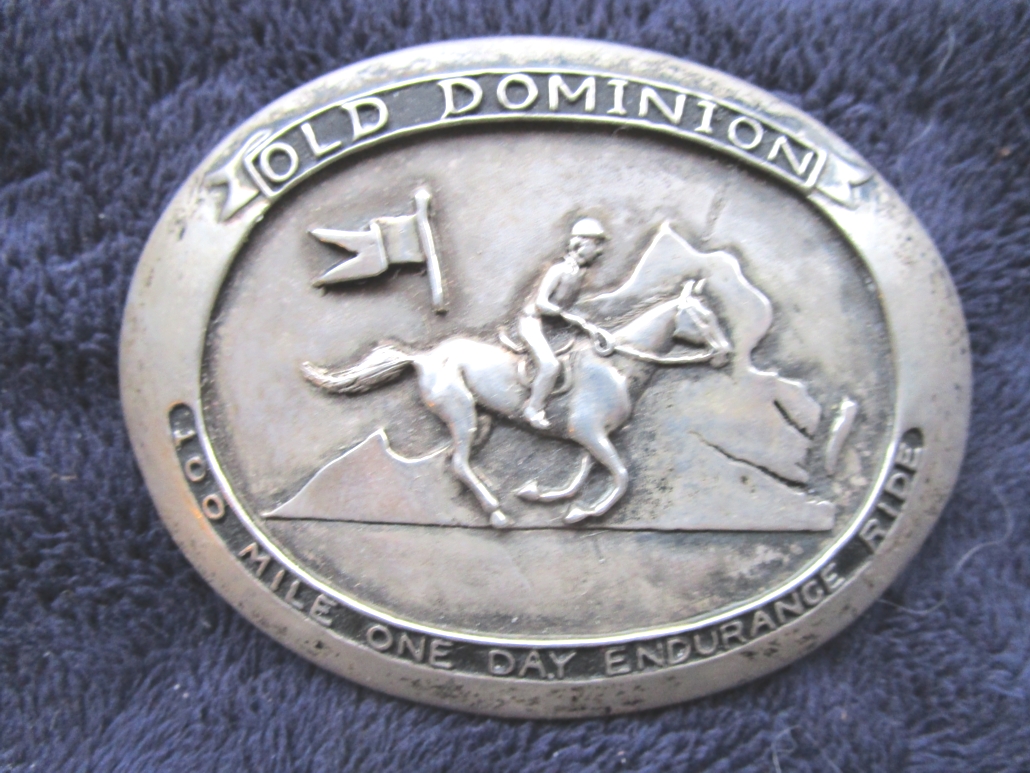 OLD DOMINION
100 MILE ONE DAY ENDURANCE RIDE